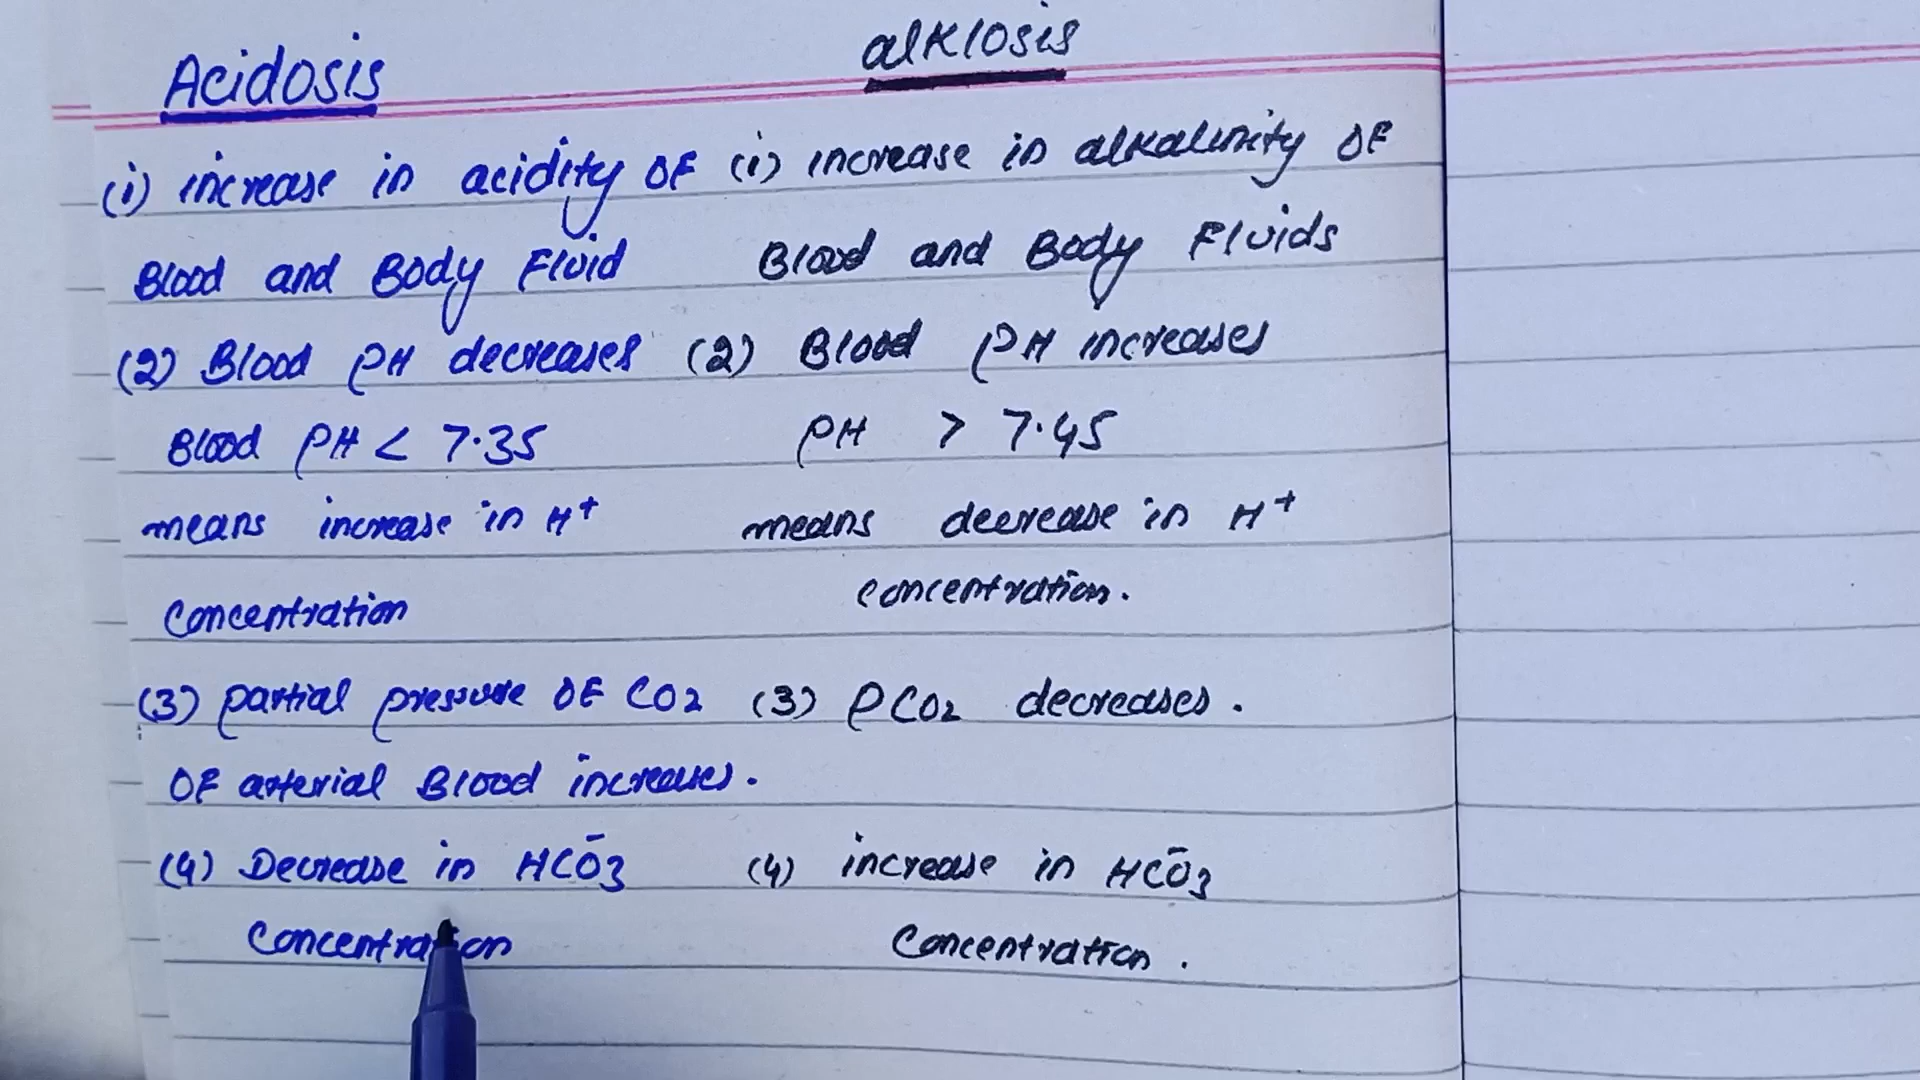 Acidosis
alklosis
(i) increase in acidity of
Blood and Body Fluid
(2) Blood PH decreases
Blood PH < 7.35
means increase in H+
concentration
(3) partial pressure of CO2
of arterial Blood increases.
(4) Decrease in HCO3-
concentration
(i) increase in alkalinity of
Blood and Body Fluids
(2) Blood PH increases
PH > 7.45
means decrease in H+
concentration.
(3) PCO2 decreases.
(4) increase in HCO3-
concentration.